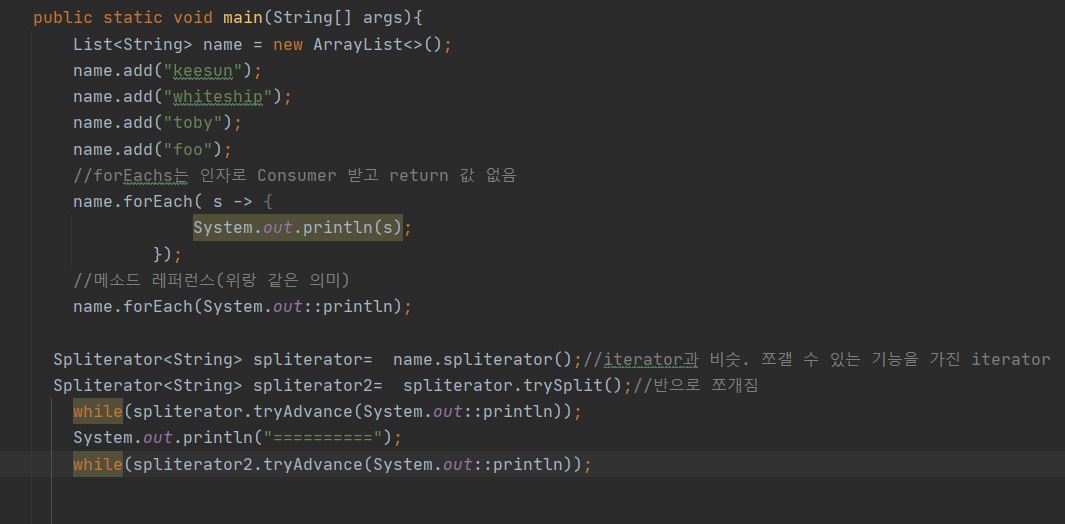 public static void main(String[] args){
List<String> name = new ArrayList<>();
name.add("keesun");
name.add("whiteship");
name.add("toby");
name.add("foo");
//forEachs는 인자로 Consumer 받고 return 값 없음
name.forEach( s -> {
System.out.println(s);
});
//메소드 레퍼런스(위랑 같은 의미)
name.forEach(System.out::println);
Spliterator<String> spliterator=  name.spliterator();//iterator과 비슷. 쪼갤 수 있는 기능을 가진 iterator
Spliterator<String> spliterator2=  spliterator.trySplit();//반으로 쪼개짐
while(spliterator.tryAdvance(System.out::println));
System.out.println("==========");
while(spliterator2.tryAdvance(System.out::println));